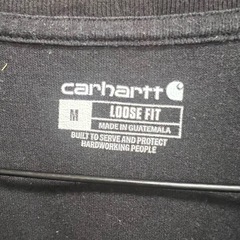 carhartt
M LOOSE FIT
MADE IN GUATEMALA
BUILT TO SERVE AND PROTECT
HARDWORKING PEOPLE